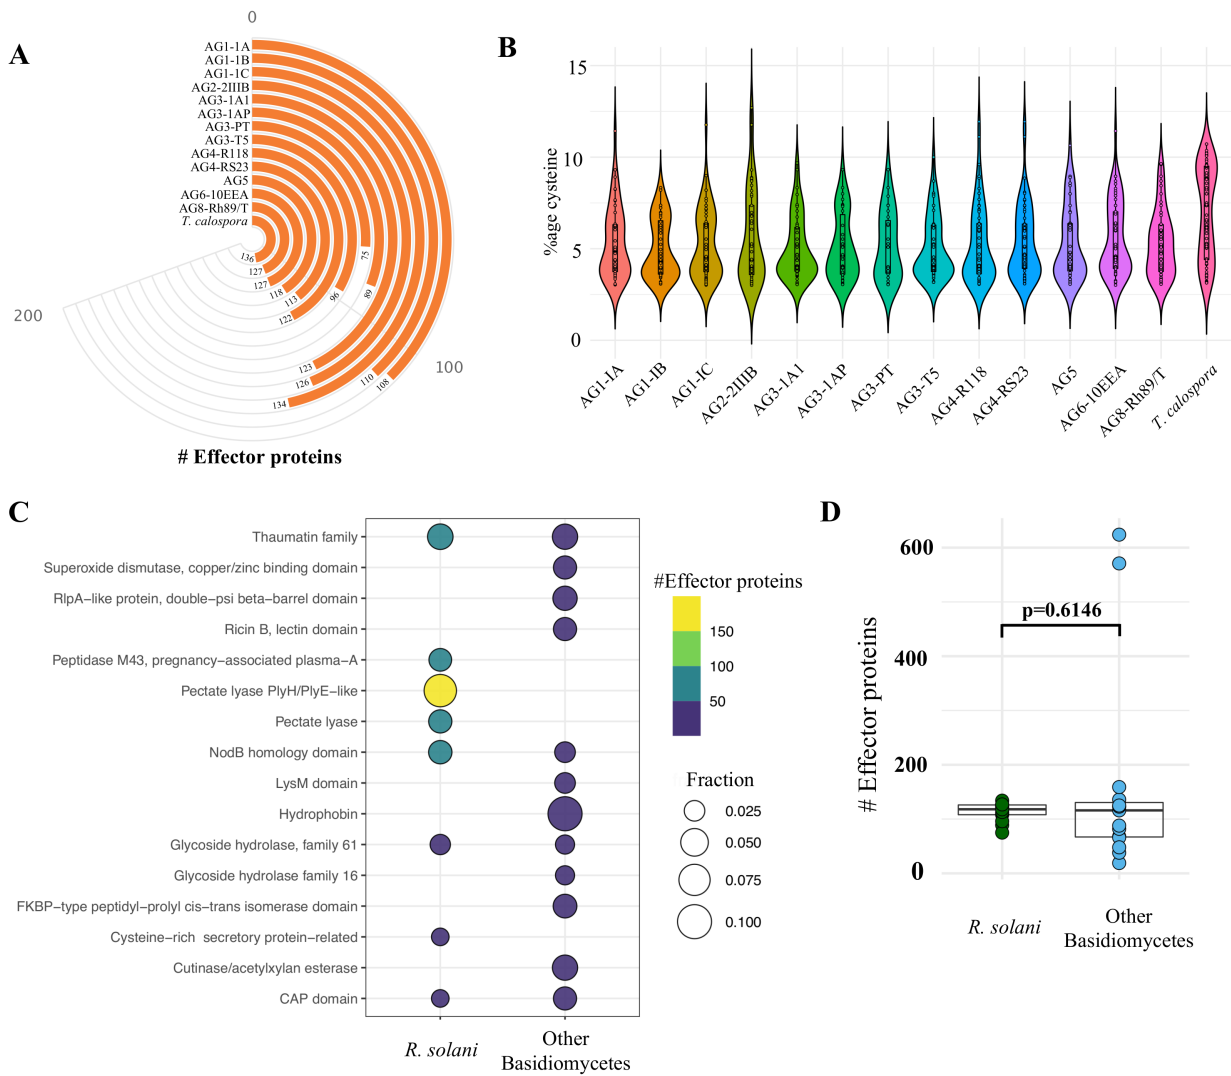 A
0
AG1-1A
AG1-1B
AG1-1C
AG2-2IIIB
AG3-1A1
AG3-1AP
AG3-PT
AG3-T5
AG4-R118
AG4-RS23
AG5
AG6-10EEA
AG8-Rh89/T
T. calospora
136
127
127
118
113
122
96
75
89
123
126
134
110
108
200
100
# Effector proteins
B
%age cysteine
15
10
5
0
AG1-IA
AG1-IB
AG1-IC
AG2-2IIIB
AG3-1A1
AG3-1AP
AG3-PT
AG3-T5
AG4-R118
AG4-RS23
AG5
AG6-10EEA
AG8-Rh89/T
T. calospora
C
Thaumatin family
Superoxide dismutase, copper/zinc binding domain
RlpA−like protein, double−psi beta−barrel domain
Ricin B, lectin domain
Peptidase M43, pregnancy−associated plasma−A
Pectate lyase PlyH/PlyE−like
Pectate lyase
NodB homology domain
LysM domain
Hydrophobin
Glycoside hydrolase, family 61
Glycoside hydrolase family 16
FKBP−type peptidyl−prolyl cis−trans isomerase domain
Cysteine−rich secretory protein−related
Cutinase/acetylxylan esterase
CAP domain
R. solani
Other
Basidiomycetes
#Effector proteins
150
100
50
Fraction
0.025
0.050
0.075
0.100
D
# Effector proteins
600
400
200
0
p=0.6146
R. solani
Other
Basidiomycetes